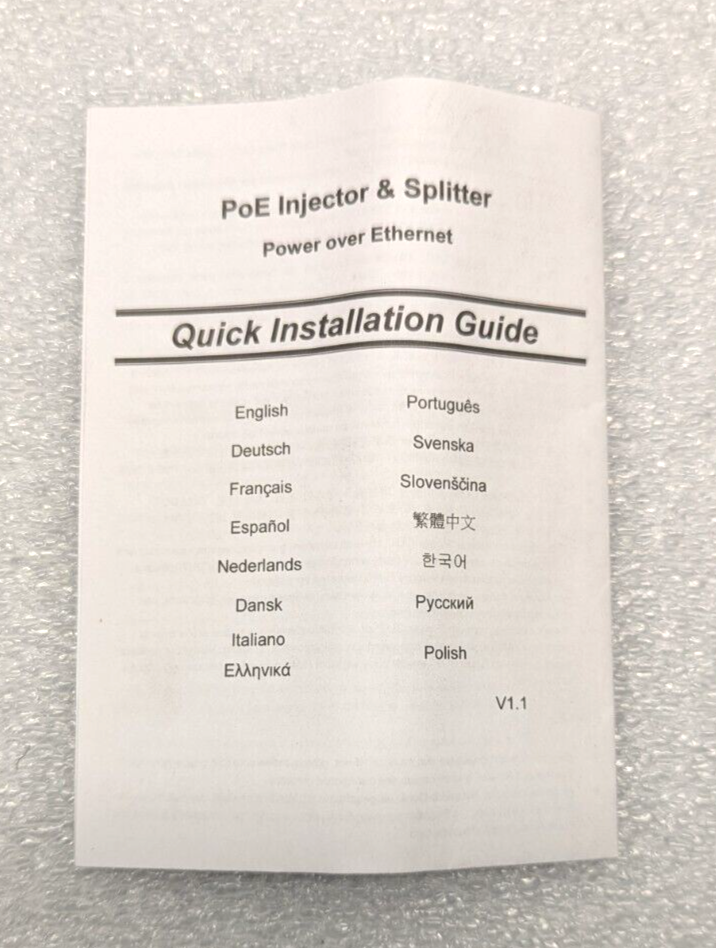 PoE Injector & Splitter
Power over Ethernet
Quick Installation Guide
English
Deutsch
Français
Español
Nederlands
Dansk
Italiano
Ελληνικά
Português
Svenska
Slovenščina
繁體中文
한국어
Русский
Polish
V1.1